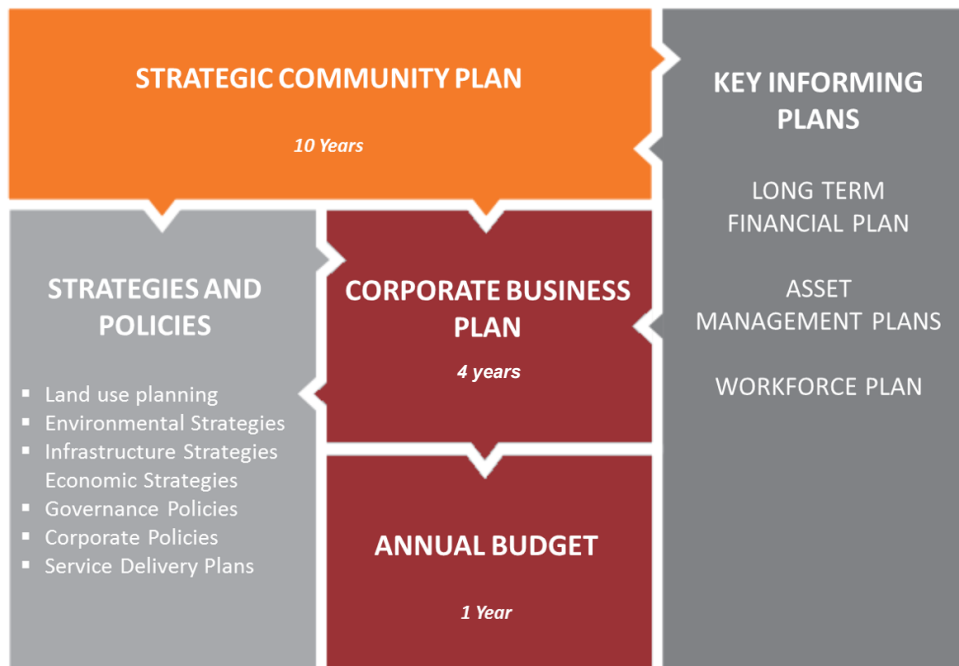 STRATEGIC COMMUNITY PLAN
10 Years
KEY INFORMING
PLANS
LONG TERM
FINANCIAL PLAN
ASSET
MANAGEMENT PLANS
WORKFORCE PLAN
STRATEGIES AND
POLICIES
▪ Land use planning
▪ Environmental Strategies
▪ Infrastructure Strategies
Economic Strategies
▪ Governance Policies
▪ Corporate Policies
▪ Service Delivery Plans
CORPORATE BUSINESS
PLAN
4 years
ANNUAL BUDGET
1 Year